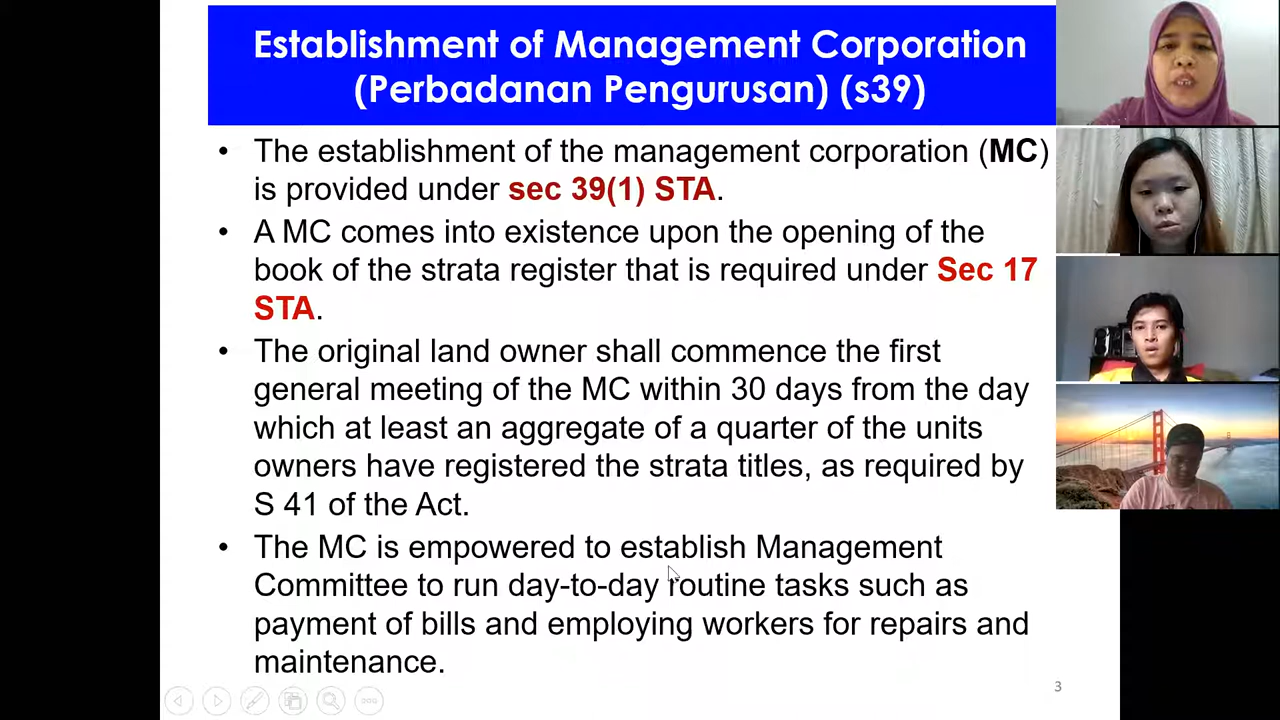 Establishment of Management Corporation
(Perbadanan Pengurusan) (s39)
• The establishment of the management corporation (MC)
is provided under sec 39(1) STA.
• A MC comes into existence upon the opening of the
book of the strata register that is required under Sec 17
STA.
• The original land owner shall commence the first
general meeting of the MC within 30 days from the day
which at least an aggregate of a quarter of the units
owners have registered the strata titles, as required by
S 41 of the Act.
• The MC is empowered to establish Management
Committee to run day-to-day routine tasks such as
payment of bills and employing workers for repairs and
maintenance.
3